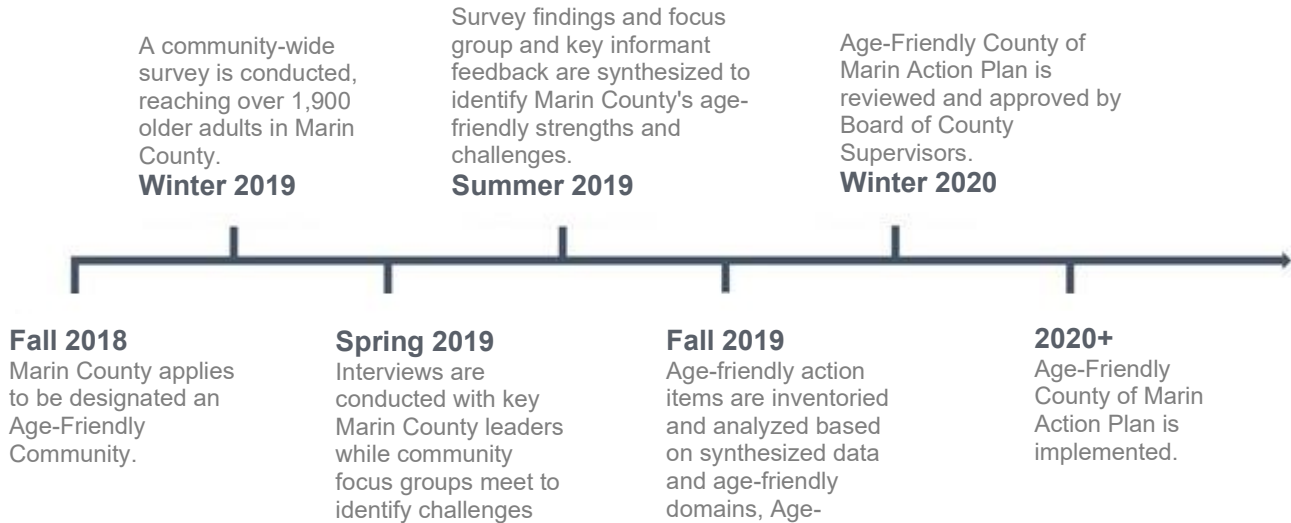 A community-wide
survey is conducted,
reaching over 1,900
older adults in Marin
County.
Winter 2019
Survey findings and focus
group and key informant
feedback are synthesized to
identify Marin County's age-
friendly strengths and
challenges.
Summer 2019
Age-Friendly County of
Marin Action Plan is
reviewed and approved by
Board of County
Supervisors.
Winter 2020
Fall 2018
Marin County applies
to be designated an
Age-Friendly
Community.
Spring 2019
Interviews are
conducted with key
Marin County leaders
while community
focus groups meet to
identify challenges
Fall 2019
Age-friendly action
items are inventoried
and analyzed based
on synthesized data
and age-friendly
domains, Age-
2020+
Age-Friendly
County of Marin
Action Plan is
implemented.